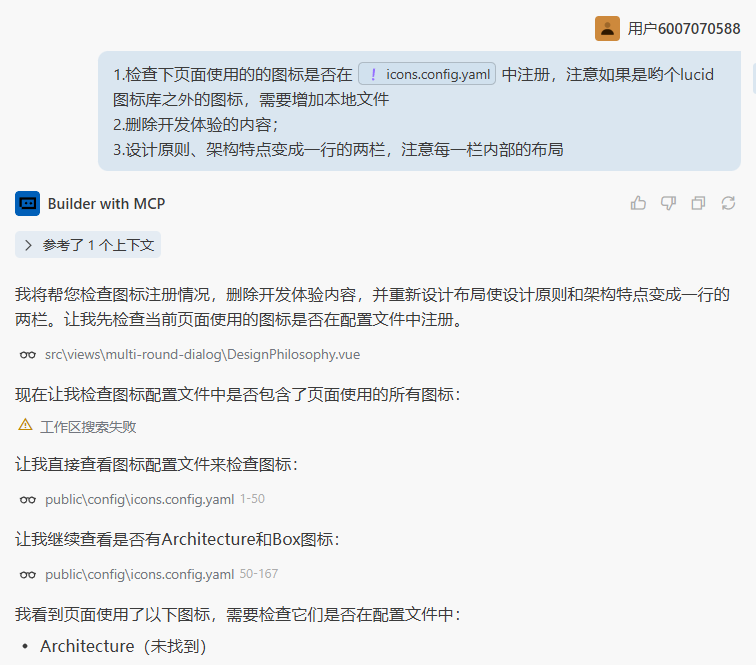 用户6007070588
1.检查下页面使用的的图标是否在 ! icons.config.yaml 中注册，注意如果是哟个lucid
图标库之外的图标，需要增加本地文件
2.删除开发体验的内容；
3.设计原则、架构特点变成一行的两栏，注意每一栏内部的布局
Builder with MCP
参考了 1 个上下文
我将帮您检查图标注册情况，删除开发体验内容，并重新设计布局使设计原则和架构特点变成一行的
两栏。让我先检查当前页面使用的图标是否在配置文件中注册。
src\views\multi-round-dialog\DesignPhilosophy.vue
现在让我检查图标配置文件中是否包含了页面使用的所有图标：
工作区搜索失败
让我直接查看图标配置文件来检查图标：
public\config\icons.config.yaml 1-50
让我继续查看是否有Architecture和Box图标：
public\config\icons.config.yaml 50-167
我看到页面使用了以下图标，需要检查它们是否在配置文件中：
• Architecture（未找到）